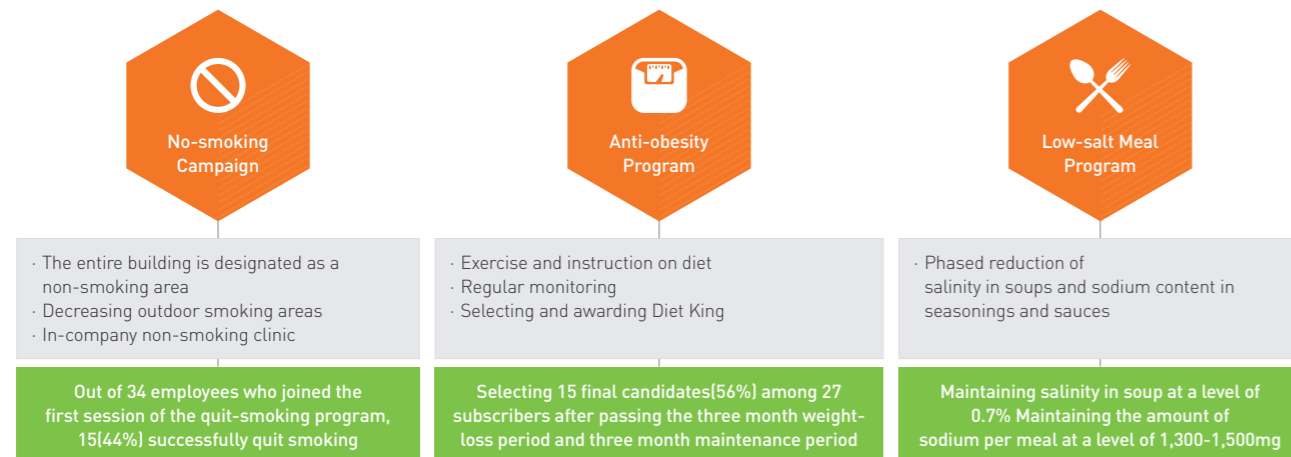 No-smoking
Campaign
· The entire building is designated as a
non-smoking area
· Decreasing outdoor smoking areas
· In-company non-smoking clinic
Out of 34 employees who joined the
first session of the quit-smoking program,
15(44%) successfully quit smoking
Anti-obesity
Program
· Exercise and instruction on diet
· Regular monitoring
· Selecting and awarding Diet King
Selecting 15 final candidates(56%) among 27
subscribers after passing the three month weight-
loss period and three month maintenance period
Low-salt Meal
Program
· Phased reduction of
salinity in soups and sodium content in
seasonings and sauces
Maintaining salinity in soup at a level of
0.7% Maintaining the amount of
sodium per meal at a level of 1,300-1,500mg